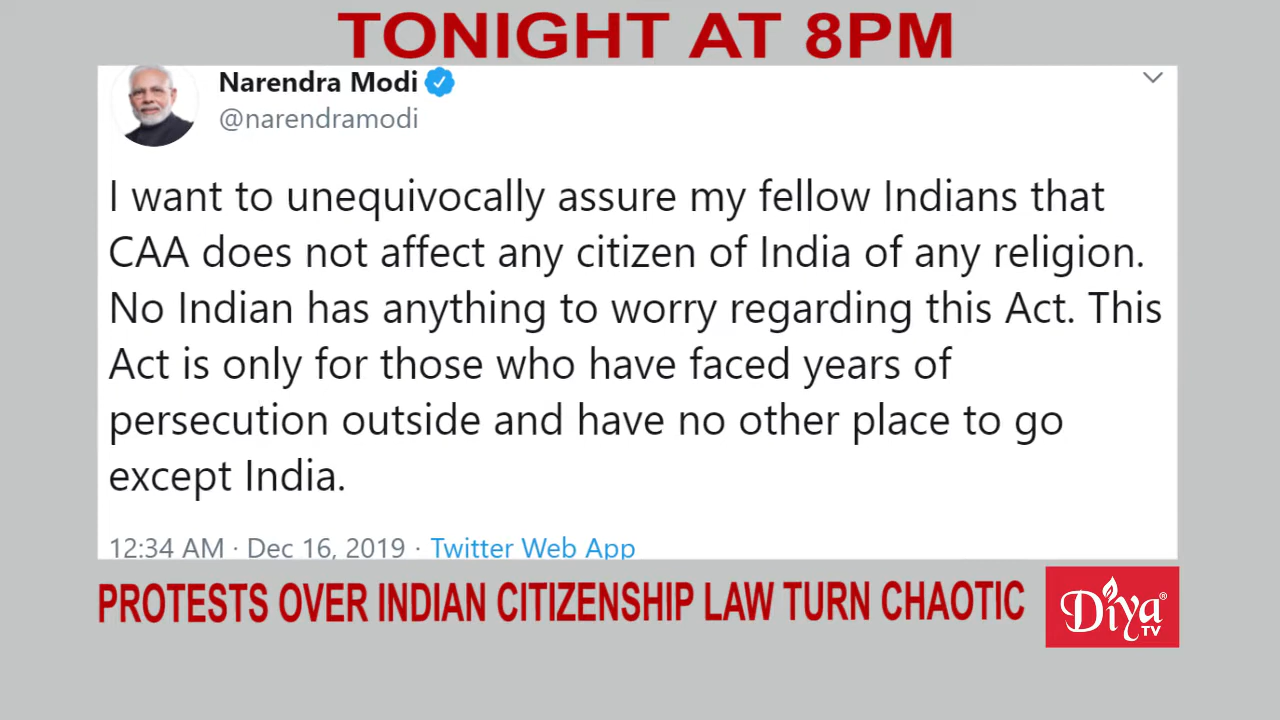 TONIGHT AT 8PM
Narendra Modi
@narendramodi
I want to unequivocally assure my fellow Indians that
CAA does not affect any citizen of India of any religion.
No Indian has anything to worry regarding this Act. This
Act is only for those who have faced years of
persecution outside and have no other place to go
except India.
12:34 AM · Dec 16, 2019 · Twitter Web App
PROTESTS OVER INDIAN CITIZENSHIP LAW TURN CHAOTIC
Diya®
TV